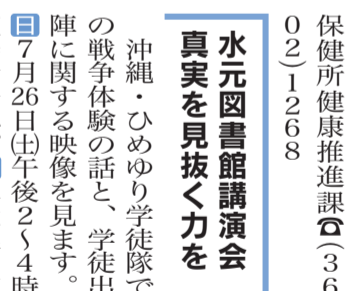 保健所健康推進課☎(36
02)1268
水元図書館講演会
真実を見抜く力を
沖縄・ひめゆり学徒隊で
の戦争体験の話と、学徒出
陣に関する映像を見ます。
日7月26日(土)午後2〜4時